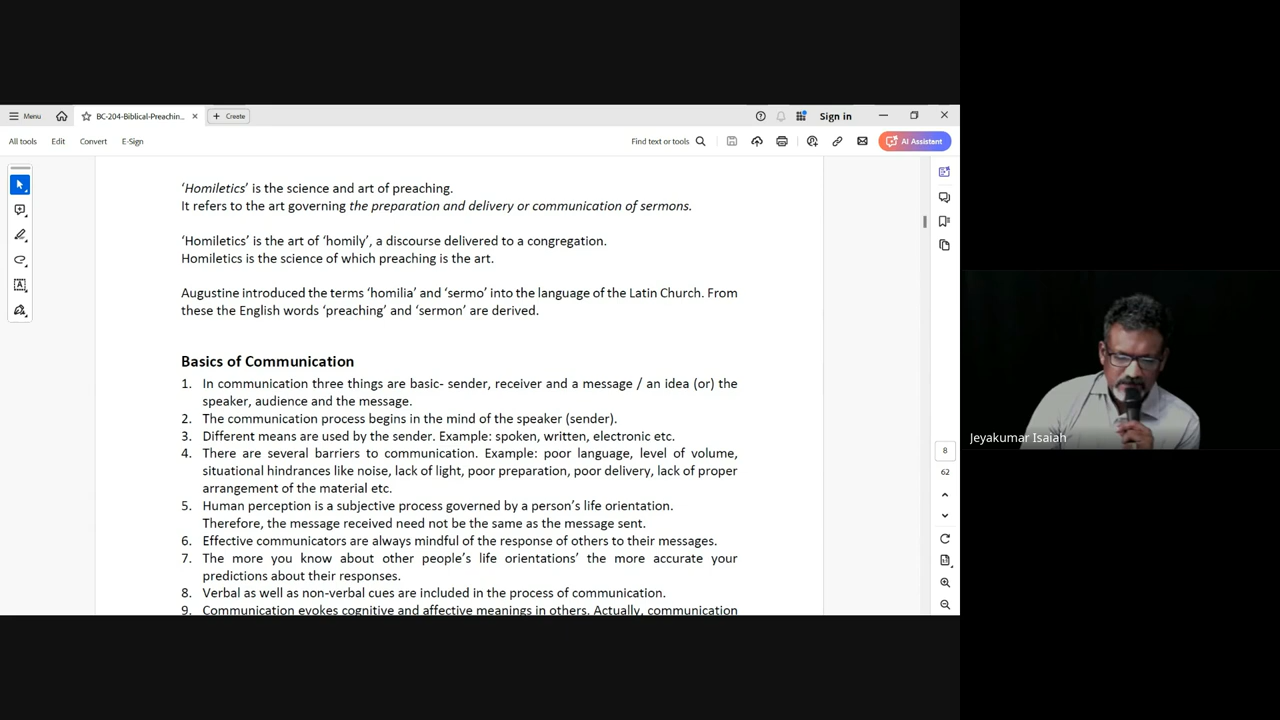 Menu
BC-204-Biblical-Preachin...
Create
Sign in
All tools
Edit
Convert
E-Sign
Find text or tools
AI Assistant
‘Homiletics’ is the science and art of preaching.
It refers to the art governing the preparation and delivery or communication of sermons.
‘Homiletics’ is the art of ‘homily’, a discourse delivered to a congregation.
Homiletics is the science of which preaching is the art.
Augustine introduced the terms ‘homilia’ and ‘sermo’ into the language of the Latin Church. From
these the English words ‘preaching’ and ‘sermon’ are derived.
Basics of Communication
1. In communication three things are basic- sender, receiver and a message / an idea (or) the
speaker, audience and the message.
2. The communication process begins in the mind of the speaker (sender).
3. Different means are used by the sender. Example: spoken, written, electronic etc.
4. There are several barriers to communication. Example: poor language, level of volume,
situational hindrances like noise, lack of light, poor preparation, poor delivery, lack of proper
arrangement of the material etc.
5. Human perception is a subjective process governed by a person’s life orientation.
Therefore, the message received need not be the same as the message sent.
6. Effective communicators are always mindful of the response of others to their messages.
7. The more you know about other people’s life orientations’ the more accurate your
predictions about their responses.
8. Verbal as well as non-verbal cues are included in the process of communication.
9. Communication evokes cognitive and affective meanings in others. Actually, communication
8
62
Jeyakumar Isaiah